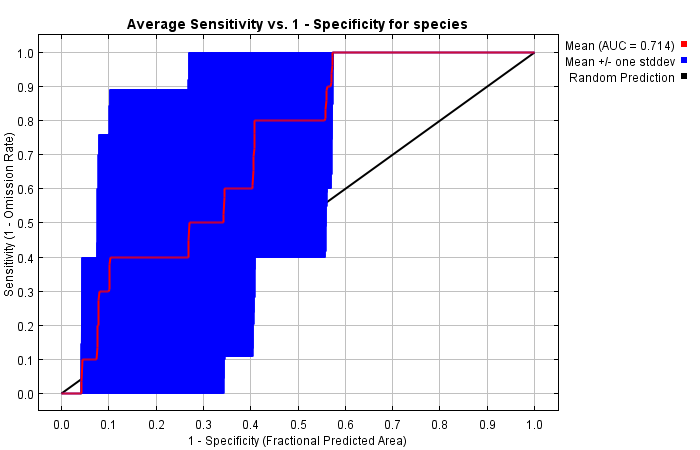 Average Sensitivity vs. 1 - Specificity for species
Mean (AUC = 0.714)
Mean +/- one stddev
Random Prediction
Sensitivity (1 - Omission Rate)
1.0
0.9
0.8
0.7
0.6
0.5
0.4
0.3
0.2
0.1
0.0
0.0 0.1 0.2 0.3 0.4 0.5 0.6 0.7 0.8 0.9 1.0
1 - Specificity (Fractional Predicted Area)